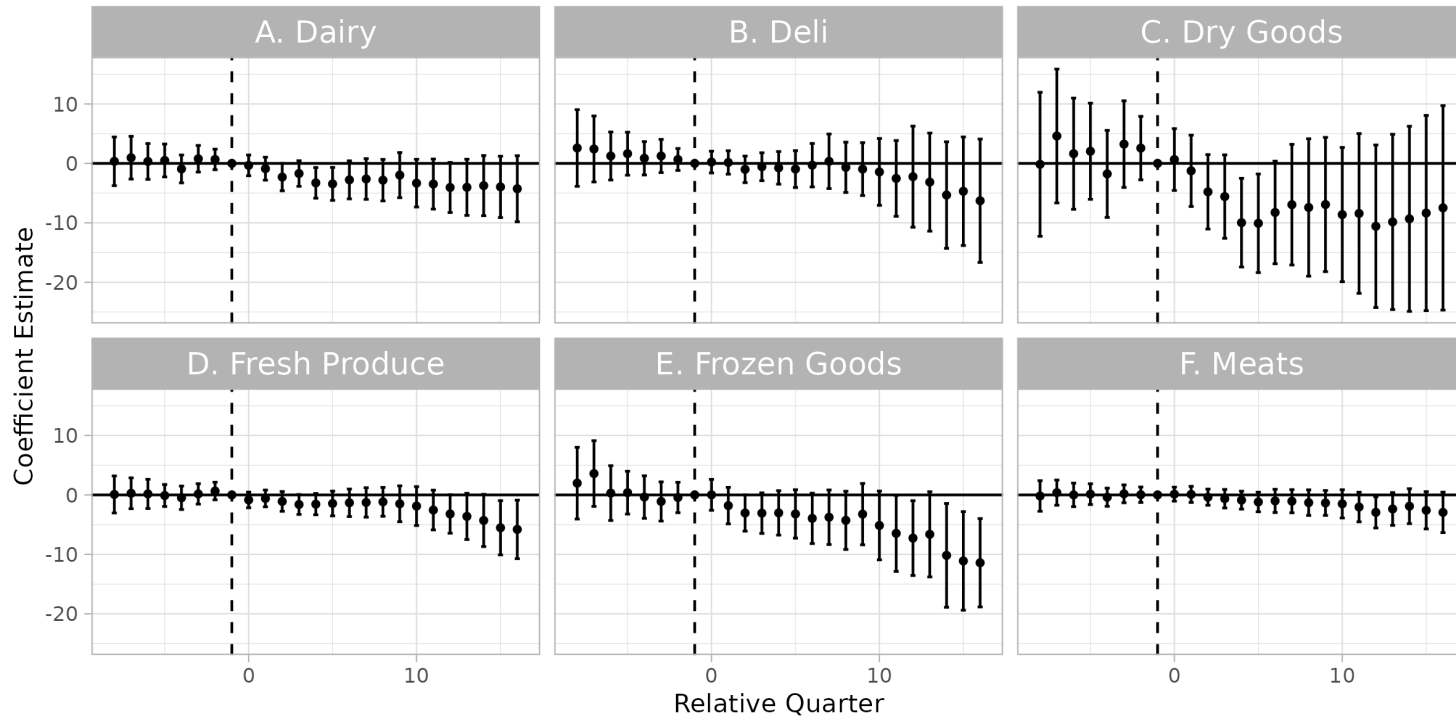 A. Dairy
B. Deli
C. Dry Goods
10
0
-10
-20
D. Fresh Produce
E. Frozen Goods
F. Meats
10
0
-10
-20
0
10
0
10
0
10
Coefficient Estimate
Relative Quarter